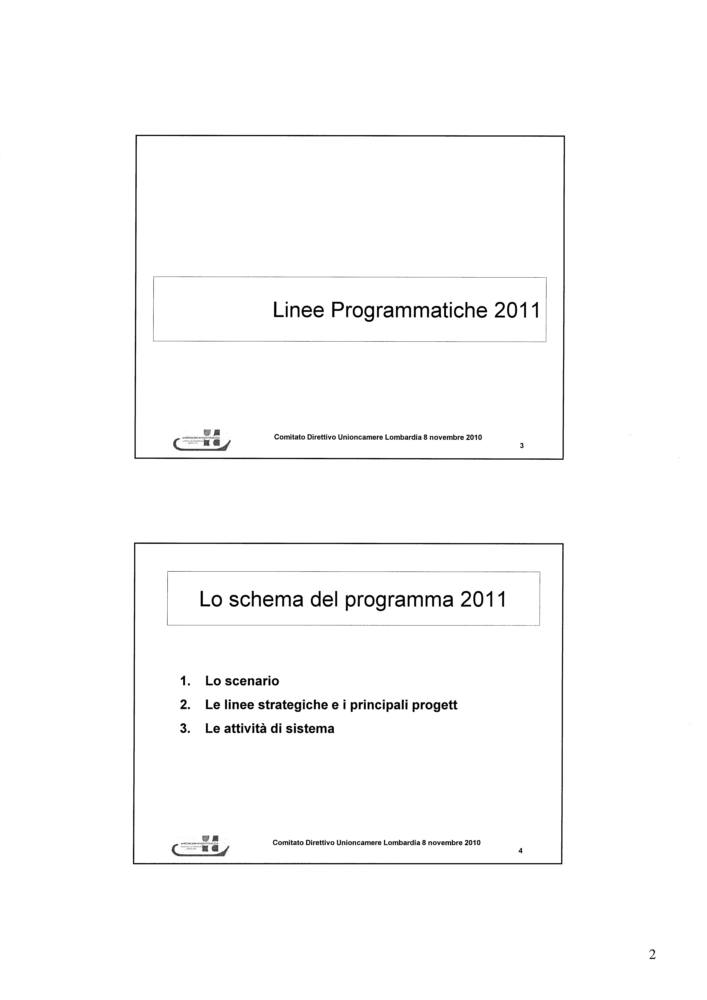 Linee Programmatiche 2011
Comitato Direttivo Unioncamere Lombardia 8 novembre 2010
3
Lo schema del programma 2011
1. Lo scenario
2. Le linee strategiche e i principali progett
3. Le attività di sistema
Comitato Direttivo Unioncamere Lombardia 8 novembre 2010
4
2